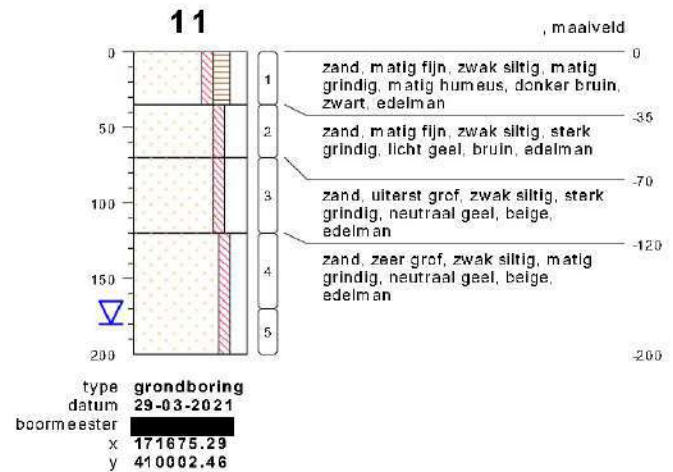 11
, maaiveld
0
0
1
zand, matig fijn, zwak siltig, matig
grindig, matig humeus, donker bruin,
zwart, edelman
-35
50
2
zand, matig fijn, zwak siltig, sterk
grindig, licht geel, bruin, edelman
-70
100
3
zand, uiterst grof, zwak siltig, sterk
grindig, neutraal geel, beige,
edelman
-120
150
4
zand, zeer grof, zwak siltig, matig
grindig, neutraal geel, beige,
edelman
5
200
-200
type grondboring
datum 29-03-2021
boormeester
x 171675.29
y 410002.46